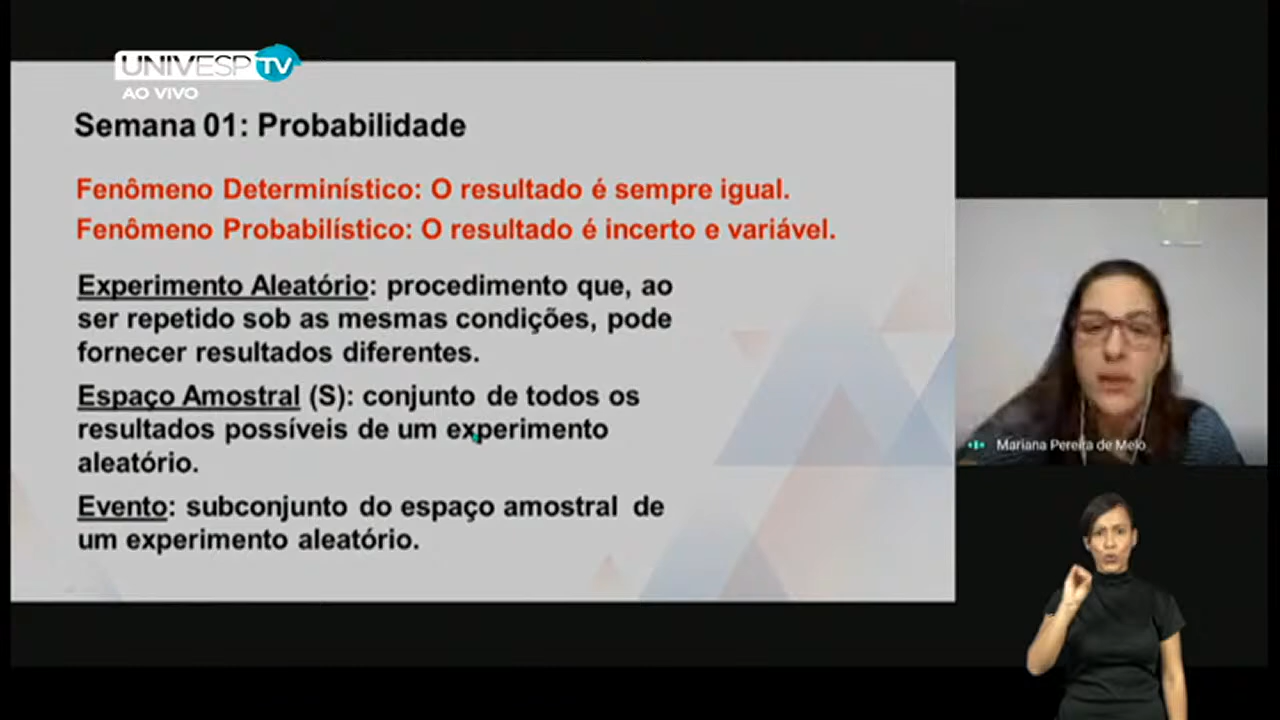 UNIVESP TV
AO VIVO
Semana 01: Probabilidade
Fenômeno Determinístico: O resultado é sempre igual.
Fenômeno Probabilístico: O resultado é incerto e variável.
Experimento Aleatório: procedimento que, ao
ser repetido sob as mesmas condições, pode
fornecer resultados diferentes.
Espaço Amostral (S): conjunto de todos os
resultados possíveis de um experimento
aleatório.
Evento: subconjunto do espaço amostral de
um experimento aleatório.
Mariana Pereira de Melo